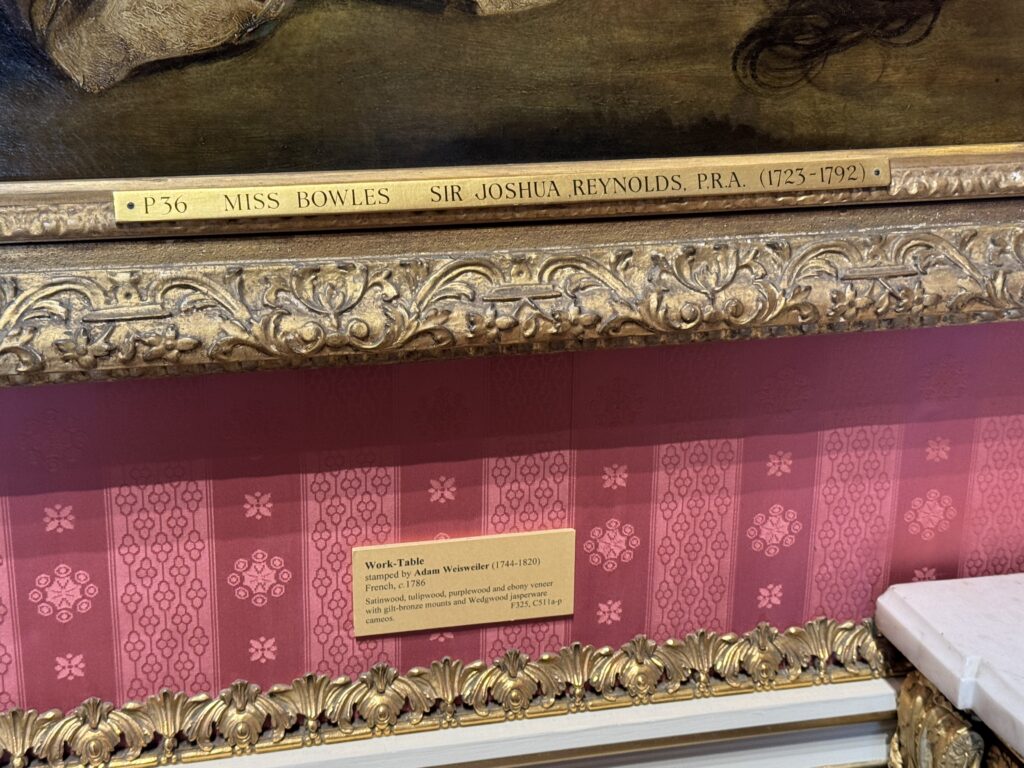 P36 MISS BOWLES SIR JOSHUA REYNOLDS, P.R.A. (1723-1792)
Work-Table
stamped by Adam Weisweiler (1744-1820)
French, c.1786
Satinwood, tulipwood, purplewood and ebony veneer
with gilt-bronze mounts and Wedgwood jasperware
cameos. F325, C511a-p